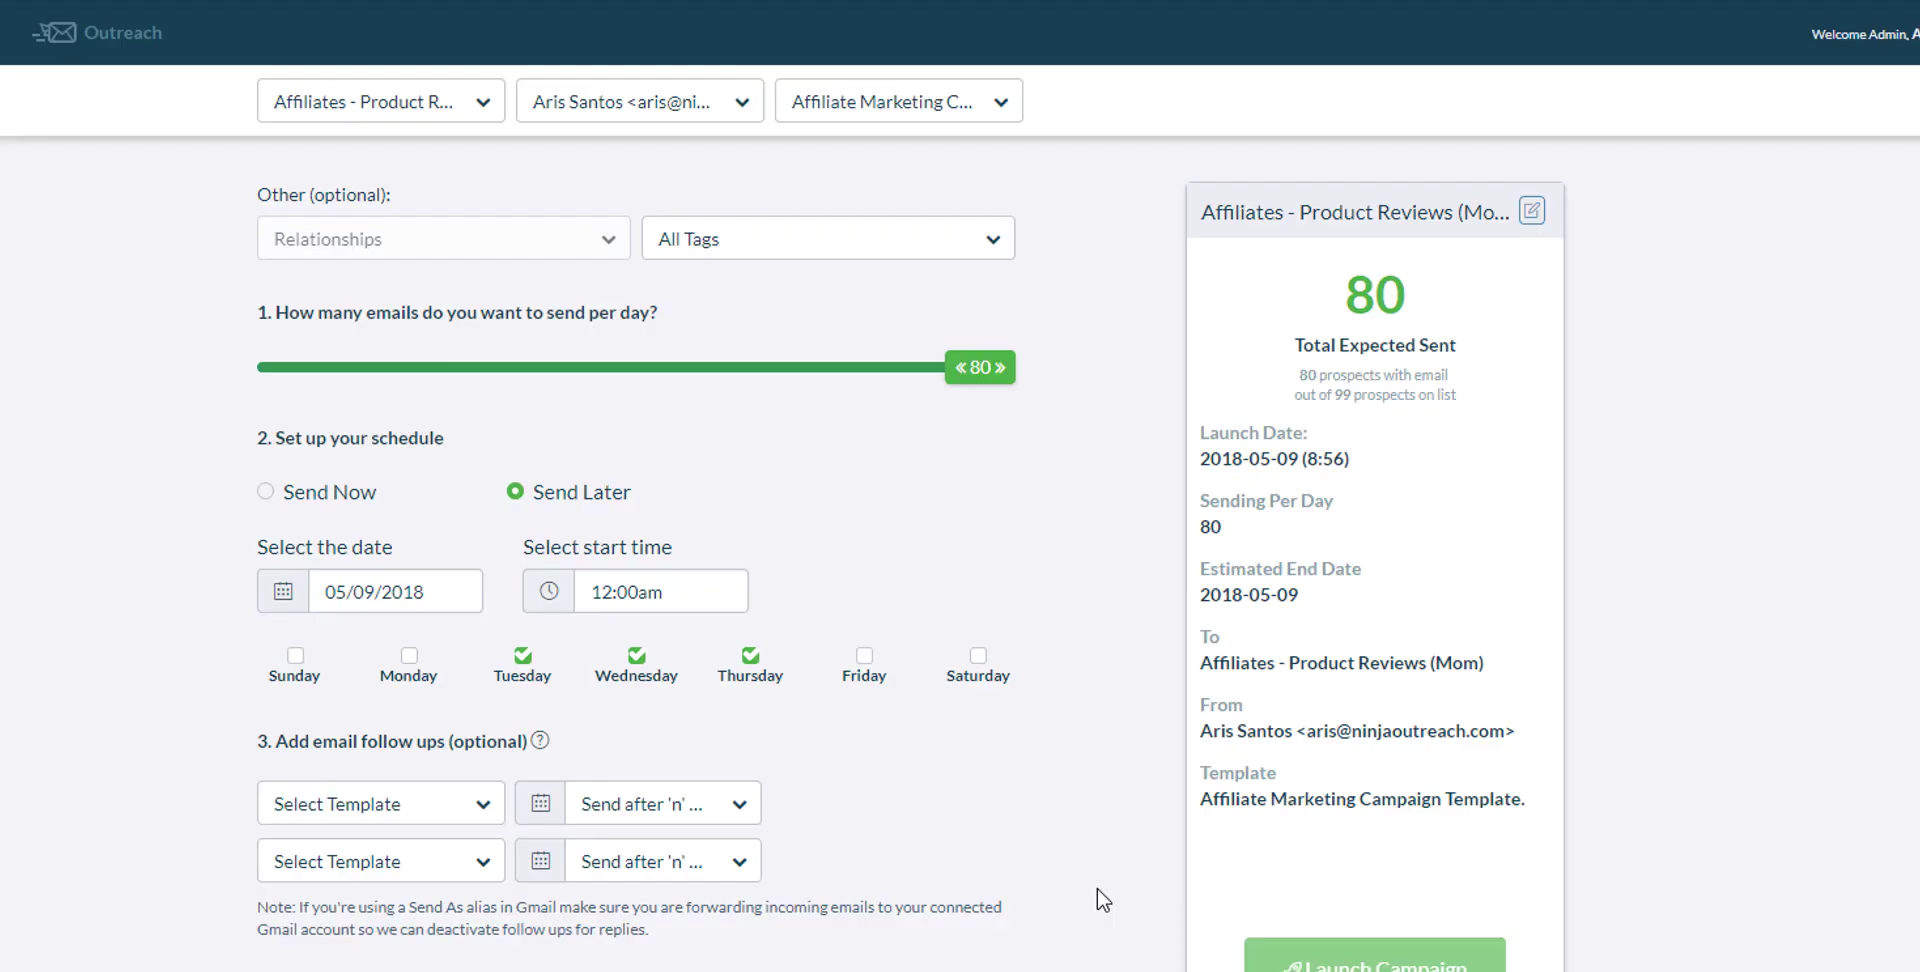 Outreach
Welcome Admin, A
Affiliates - Product R...
Aris Santos <aris@ni...
Affiliate Marketing C...
Other (optional):
Relationships
All Tags
1. How many emails do you want to send per day?
« 80 »
2. Set up your schedule
Send Now
Send Later
Select the date
Select start time
05/09/2018
12:00am
Sunday
Monday
Tuesday
Wednesday
Thursday
Friday
Saturday
3. Add email follow ups (optional) ?
Select Template
Send after 'n' ...
Select Template
Send after 'n' ...
Note: If you're using a Send As alias in Gmail make sure you are forwarding incoming emails to your connected
Gmail account so we can deactivate follow ups for replies.
Affiliates - Product Reviews (Mo...
80
Total Expected Sent
80 prospects with email
out of 99 prospects on list
Launch Date:
2018-05-09 (8:56)
Sending Per Day
80
Estimated End Date
2018-05-09
To
Affiliates - Product Reviews (Mom)
From
Aris Santos <aris@ninjaoutreach.com>
Template
Affiliate Marketing Campaign Template.
Launch Campaign